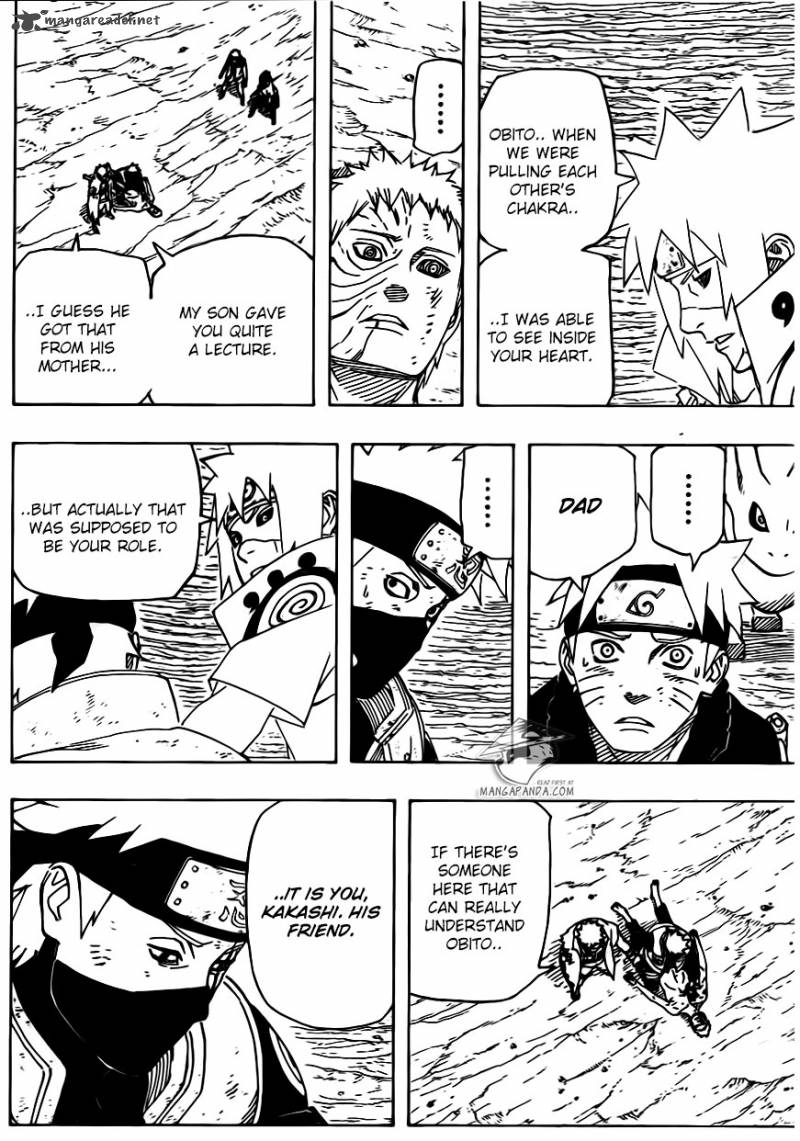 mangareader.net
OBITO.. WHEN
WE WERE
PULLING EACH
OTHER'S
CHAKRA..
..I WAS ABLE
TO SEE INSIDE
YOUR HEART.
......
MY SON GAVE
YOU QUITE
A LECTURE.
..I GUESS HE
GOT THAT
FROM HIS
MOTHER...
......
DAD
......
..BUT ACTUALLY THAT
WAS SUPPOSED TO
BE YOUR ROLE.
READ FIRST AT
MANGAPANDA.COM
IF THERE'S
SOMEONE
HERE THAT
CAN REALLY
UNDERSTAND
OBITO..
..IT IS YOU,
KAKASHI. HIS
FRIEND.